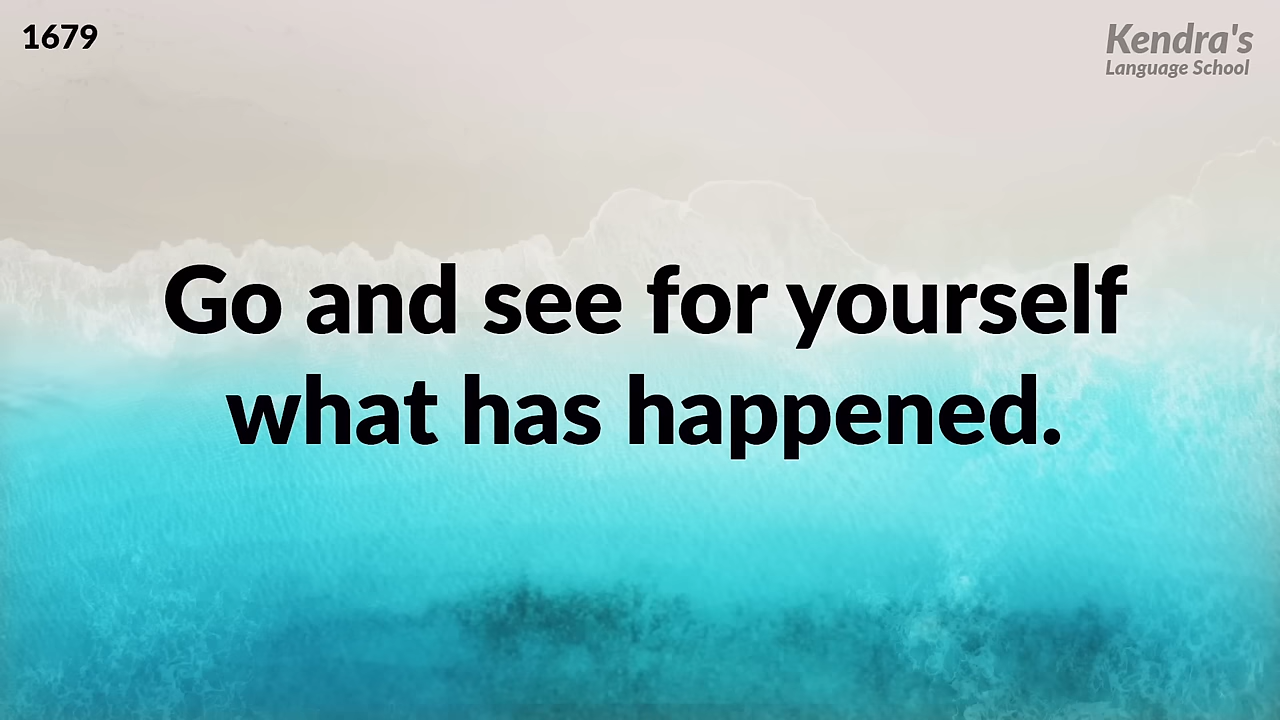 1679
Kendra's
Language School
Go and see for yourself
what has happened.